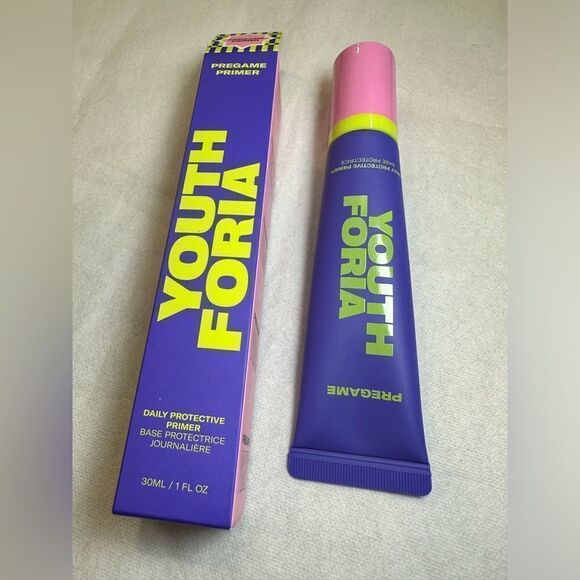 PREGAME
PRIMER
YOUTH
FORIA
DAILY PROTECTIVE
PRIMER
BASE PROTECTRICE
JOURNALIÈRE
30ML / 1 FL OZ
DAILY PROTECTIVE PRIMER
BASE PROTECTRICE
YOUTH
FORIA
PREGAME